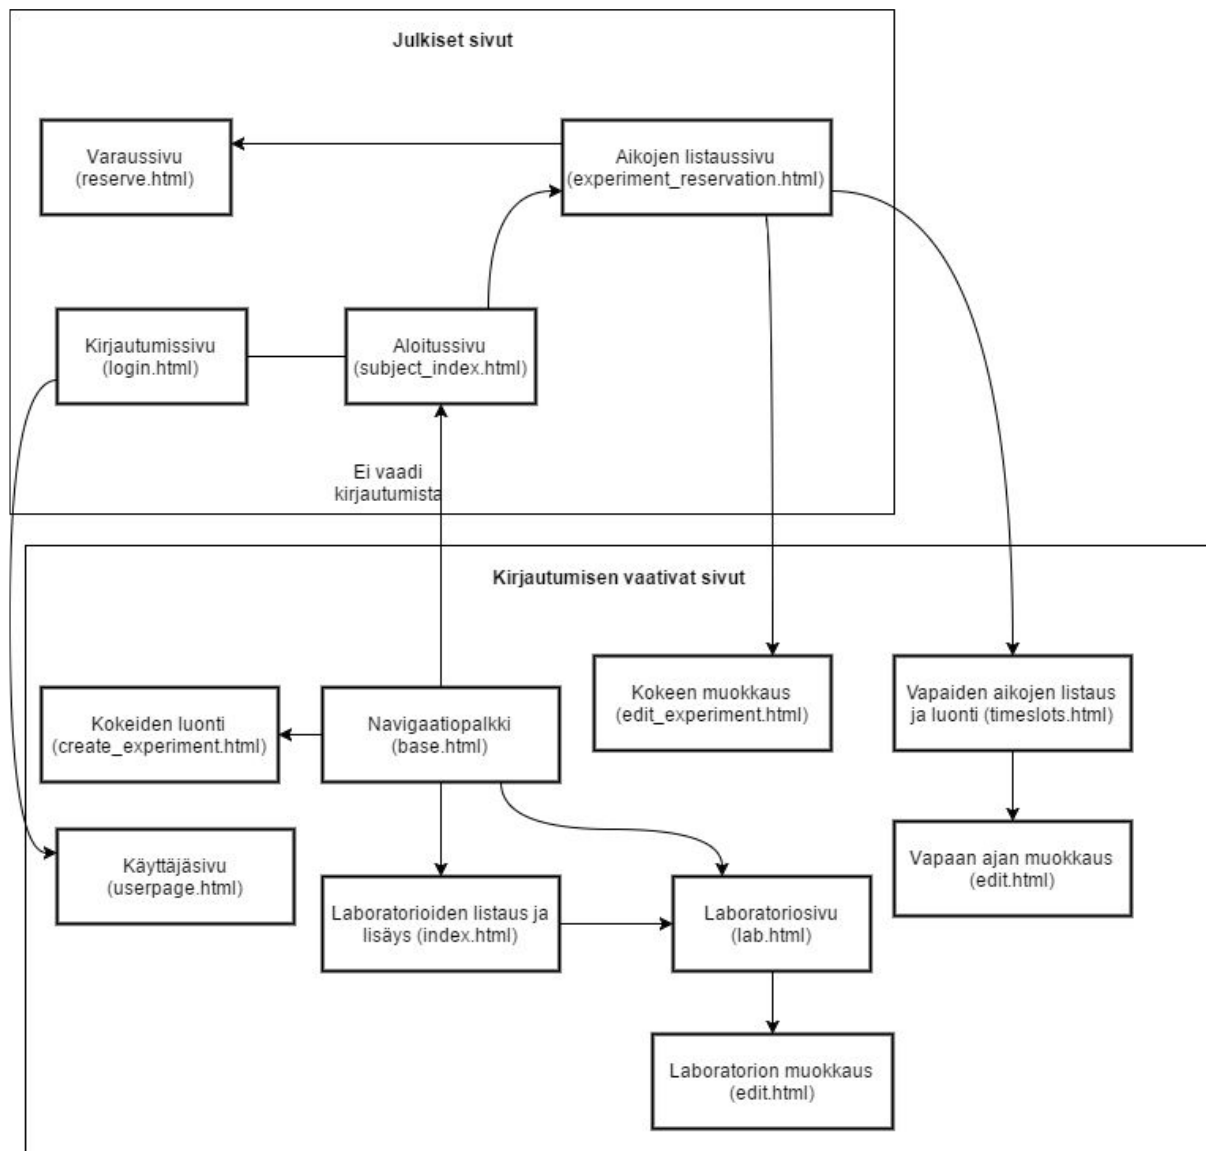 Julkiset sivut
Varaussivu
(reserve.html)
Aikojen listaussivu
(experiment_reservation.html)
Kirjautumissivu
(login.html)
Aloitussivu
(subject_index.html)
Ei vaadi
kirjautumista
Kirjautumisen vaativat sivut
Kokeiden luonti
(create_experiment.html)
Navigaatiopalkki
(base.html)
Kokeen muokkaus
(edit_experiment.html)
Vapaiden aikojen listaus
ja luonti (timeslots.html)
Käyttäjäsivu
(userpage.html)
Laboratorioiden listaus ja
lisäys (index.html)
Laboratoriosivu
(lab.html)
Vapaan ajan muokkaus
(edit.html)
Laboratorion muokkaus
(edit.html)